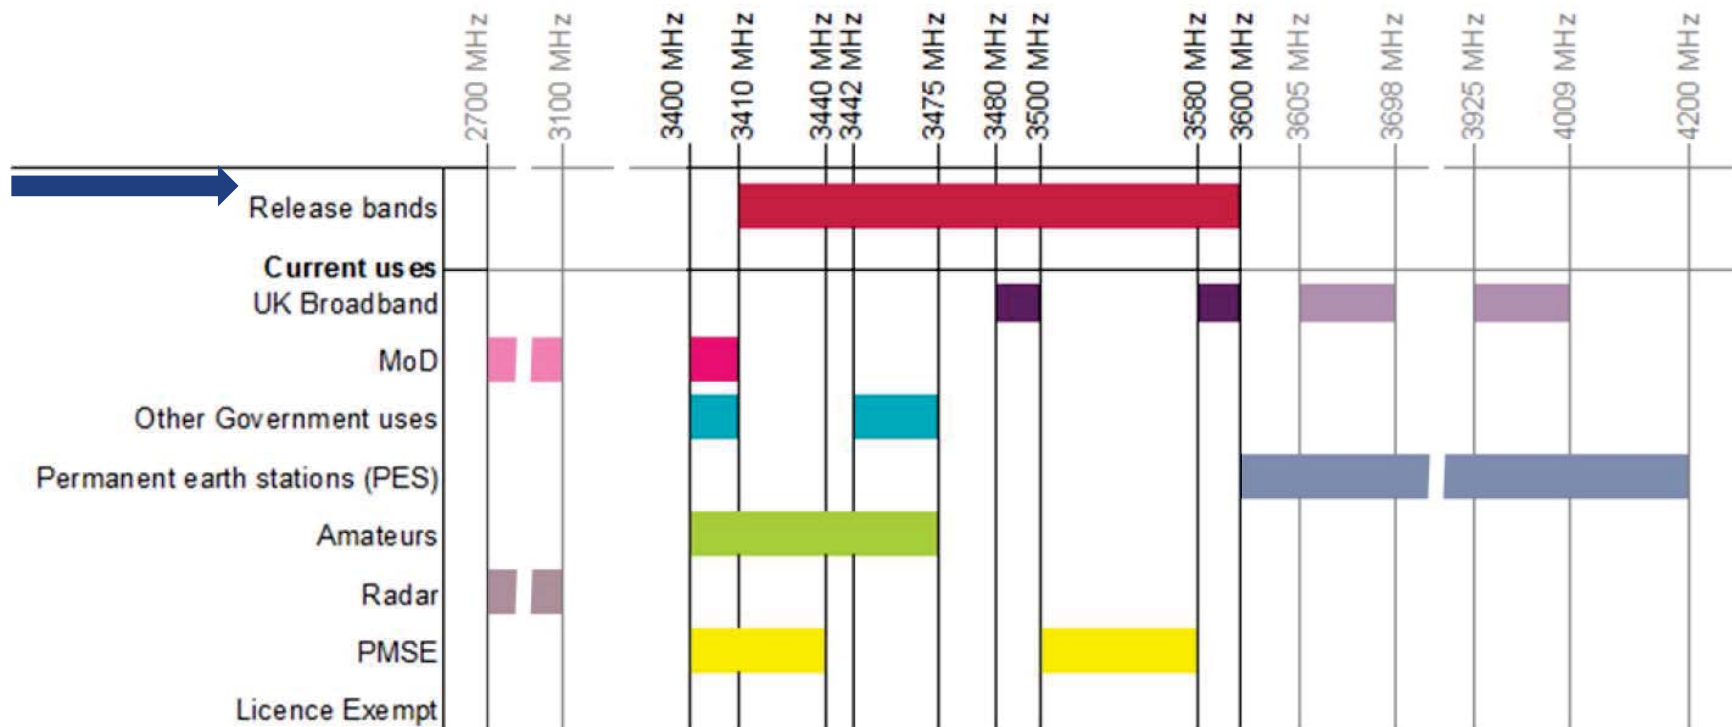 2700 MHz
3100 MHz
3400 MHz
3410 MHz
3440 MHz
3442 MHz
3475 MHz
3480 MHz
3500 MHz
3580 MHz
3600 MHz
3605 MHz
3698 MHz
3925 MHz
4009 MHz
4200 MHz
Release bands
Current uses
UK Broadband
MoD
Other Government uses
Permanent earth stations (PES)
Amateurs
Radar
PMSE
Licence Exempt